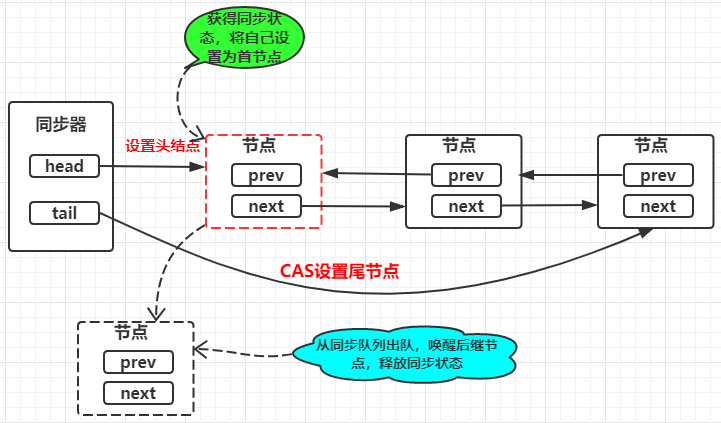 获得同步状
态，将自己设
置为首节点
同步器
head
tail
设置头结点
节点
prev
next
节点
prev
next
节点
prev
next
CAS设置尾节点
节点
prev
next
从同步队列出队，唤醒后继节
点，释放同步状态